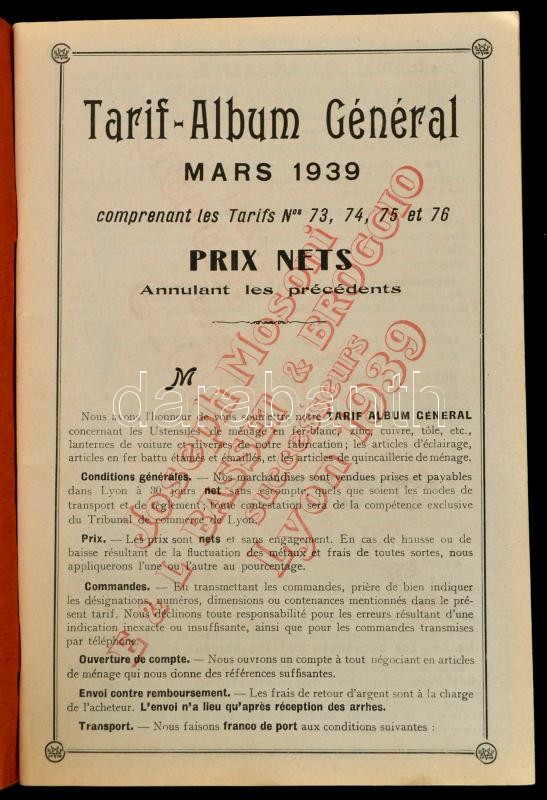 Tarif-Album Général
MARS 1939
comprenant les Tarifs Nos 73, 74, 75 et 76
PRIX NETS
Annulant les précédents
M
Nous avons l'honneur de vous soumettre notre TARIF ALBUM GÉNÉRAL
concernant les Ustensiles de ménage en fer-blanc, zinc, cuivre, tôle, etc.,
lanternes de voiture et diverses de notre fabrication; les articles d'éclairage,
articles en fer battu étamés et émaillés, et les articles de quincaillerie de ménage.
Conditions générales. — Nos marchandises sont vendues prises et payables
dans Lyon à 30 jours net sans escompte, quels que soient les modes de
transport et de règlement; toute contestation sera de la compétence exclusive
du Tribunal de commerce de Lyon.
Prix. — Les prix sont nets et sans engagement. En cas de hausse ou de
baisse résultant de la fluctuation des métaux et frais de toutes sortes, nous
appliquerons l'une ou l'autre au pourcentage.
Commandes. — En transmettant les commandes, prière de bien indiquer
les désignations, numéros, dimensions ou contenances mentionnés dans le pré-
sent tarif. Nous déclinons toute responsabilité pour les erreurs résultant d'une
indication inexacte ou insuffisante, ainsi que pour les commandes transmises
par téléphone.
Ouverture de compte. — Nous ouvrons un compte à tout négociant en articles
de ménage qui nous donne des références suffisantes.
Envoi contre remboursement. — Les frais de retour d'argent sont à la charge
de l'acheteur. L'envoi n'a lieu qu'après réception des arrhes.
Transport. — Nous faisons franco de port aux conditions suivantes :
Joseph Mosoni
& BROGGIO
Successeurs
Lyon 1939
darabanth